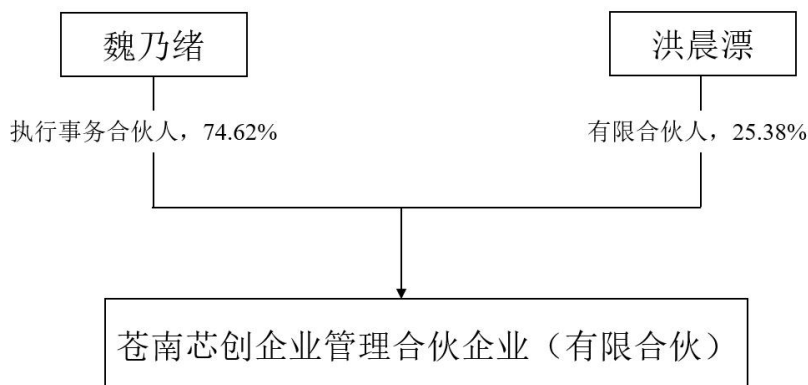 魏乃绪
洪晨漂
执行事务合伙人，74.62%
有限合伙人，25.38%
苍南芯创企业管理合伙企业（有限合伙）